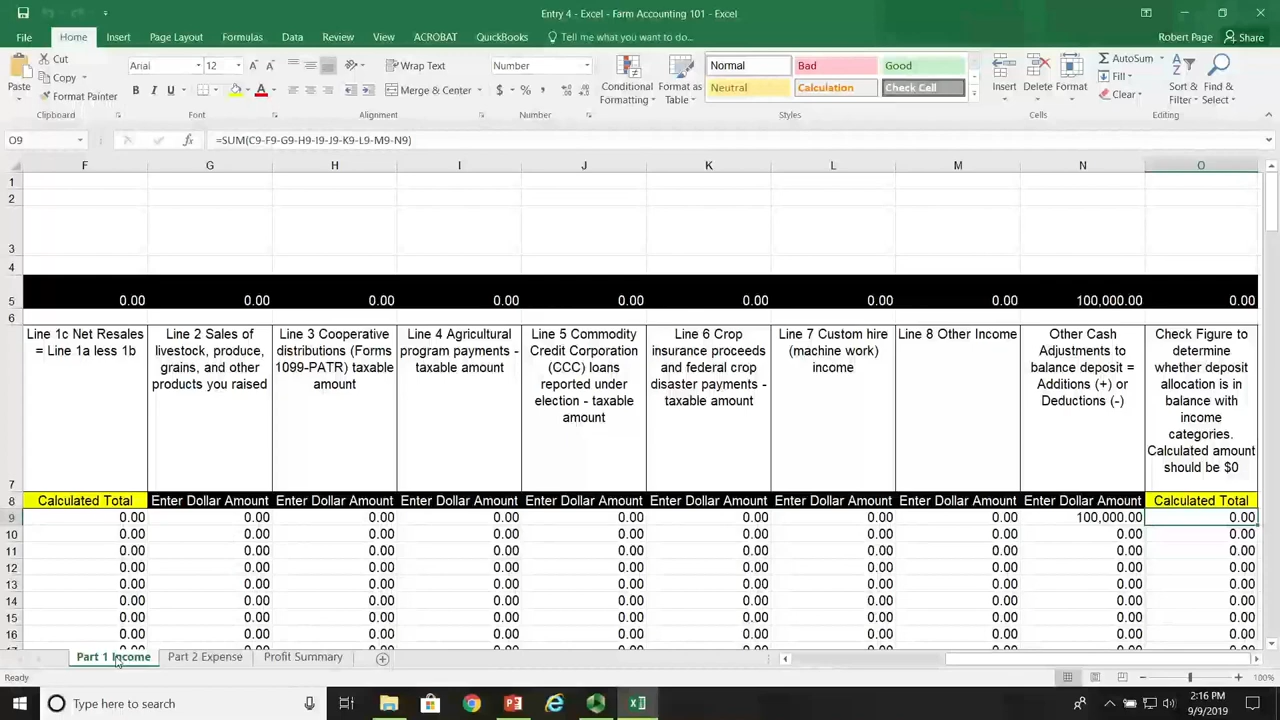 Entry 4 - Excel - Farm Accounting 101 - Excel
File Home Insert Page Layout Formulas Data Review View ACROBAT QuickBooks Tell me what you want to do... Robert Page Share
Paste
Cut
Copy
Format Painter
Clipboard
Arial 12
B I U
Font
Wrap Text
Merge & Center
Alignment
Number
$ % ,
Number
Conditional Formatting
Format as Table
Normal Bad Good
Neutral Calculation Check Cell
Styles
Insert Delete Format
Cells
AutoSum
Fill
Clear
Sort & Filter
Find & Select
Editing
O9 fx =SUM(C9-F9-G9-H9-I9-J9-K9-L9-M9-N9)
F G H I J K L M N O
1
2
3
4
5 0.00 0.00 0.00 0.00 0.00 0.00 0.00 0.00 100,000.00 0.00
6
7
Line 1c Net Resales
= Line 1a less 1b
Line 2 Sales of
livestock, produce,
grains, and other
products you raised
Line 3 Cooperative
distributions (Forms
1099-PATR) taxable
amount
Line 4 Agricultural
program payments -
taxable amount
Line 5 Commodity
Credit Corporation
(CCC) loans
reported under
election - taxable
amount
Line 6 Crop
insurance proceeds
and federal crop
disaster payments -
taxable amount
Line 7 Custom hire
(machine work)
income
Line 8 Other Income
Other Cash
Adjustments to
balance deposit =
Additions (+) or
Deductions (-)
Check Figure to
determine
whether deposit
allocation is in
balance with
income
categories.
Calculated amount
should be $0
8 Calculated Total Enter Dollar Amount Enter Dollar Amount Enter Dollar Amount Enter Dollar Amount Enter Dollar Amount Enter Dollar Amount Enter Dollar Amount Enter Dollar Amount Calculated Total
9 0.00 0.00 0.00 0.00 0.00 0.00 0.00 0.00 100,000.00 0.00
10 0.00 0.00 0.00 0.00 0.00 0.00 0.00 0.00 0.00 0.00
11 0.00 0.00 0.00 0.00 0.00 0.00 0.00 0.00 0.00 0.00
12 0.00 0.00 0.00 0.00 0.00 0.00 0.00 0.00 0.00 0.00
13 0.00 0.00 0.00 0.00 0.00 0.00 0.00 0.00 0.00 0.00
14 0.00 0.00 0.00 0.00 0.00 0.00 0.00 0.00 0.00 0.00
15 0.00 0.00 0.00 0.00 0.00 0.00 0.00 0.00 0.00 0.00
16 0.00 0.00 0.00 0.00 0.00 0.00 0.00 0.00 0.00 0.00
Part 1 Income Part 2 Expense Profit Summary
Ready 100%
Type here to search
2:16 PM
9/9/2019